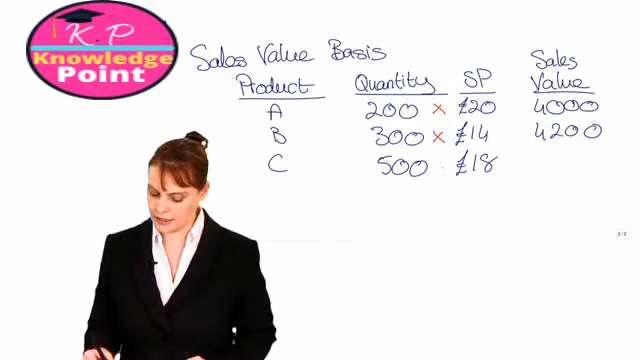 K.P
Knowledge
Point
Sales Value Basis
Product Quantity SP Sales Value
A 200 × £20 4000
B 300 × £14 4200
C 500 £18
2/2